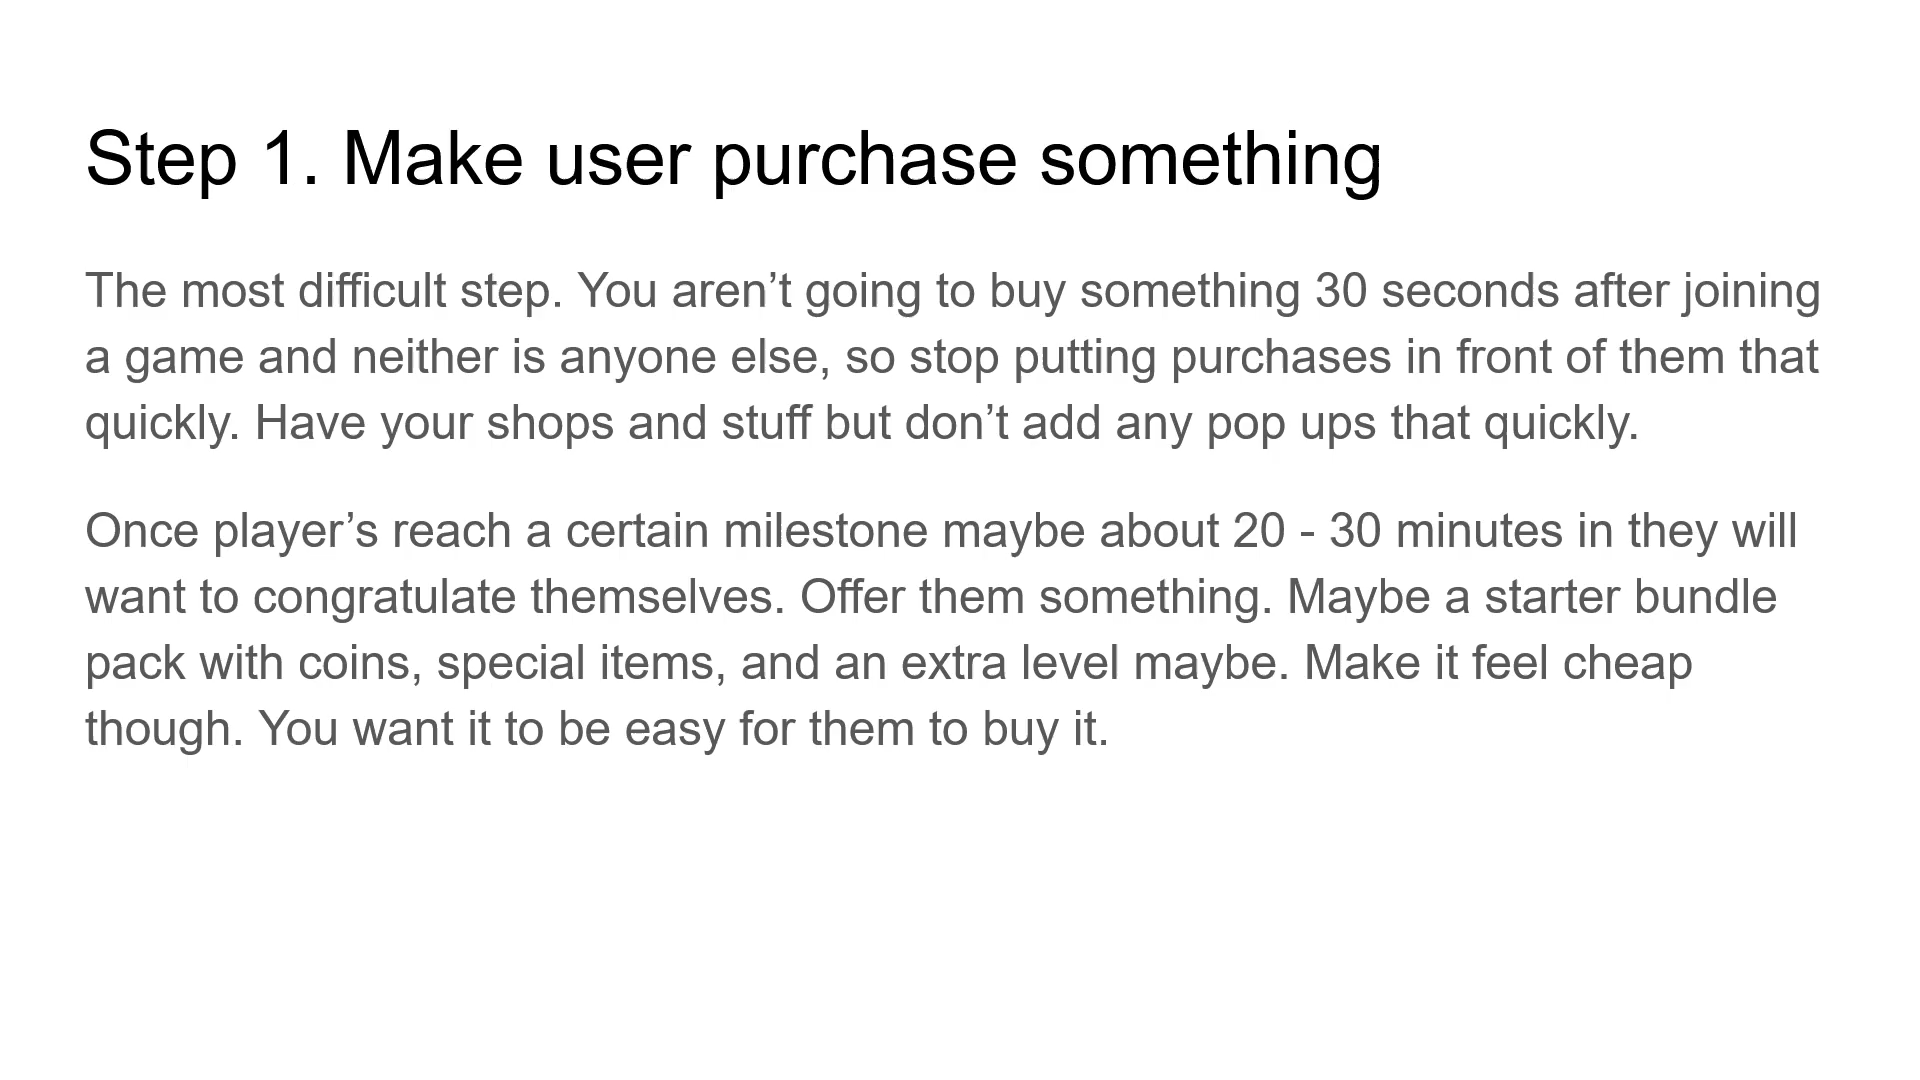 Step 1. Make user purchase something
The most difficult step. You aren’t going to buy something 30 seconds after joining
a game and neither is anyone else, so stop putting purchases in front of them that
quickly. Have your shops and stuff but don’t add any pop ups that quickly.
Once player’s reach a certain milestone maybe about 20 - 30 minutes in they will
want to congratulate themselves. Offer them something. Maybe a starter bundle
pack with coins, special items, and an extra level maybe. Make it feel cheap
though. You want it to be easy for them to buy it.